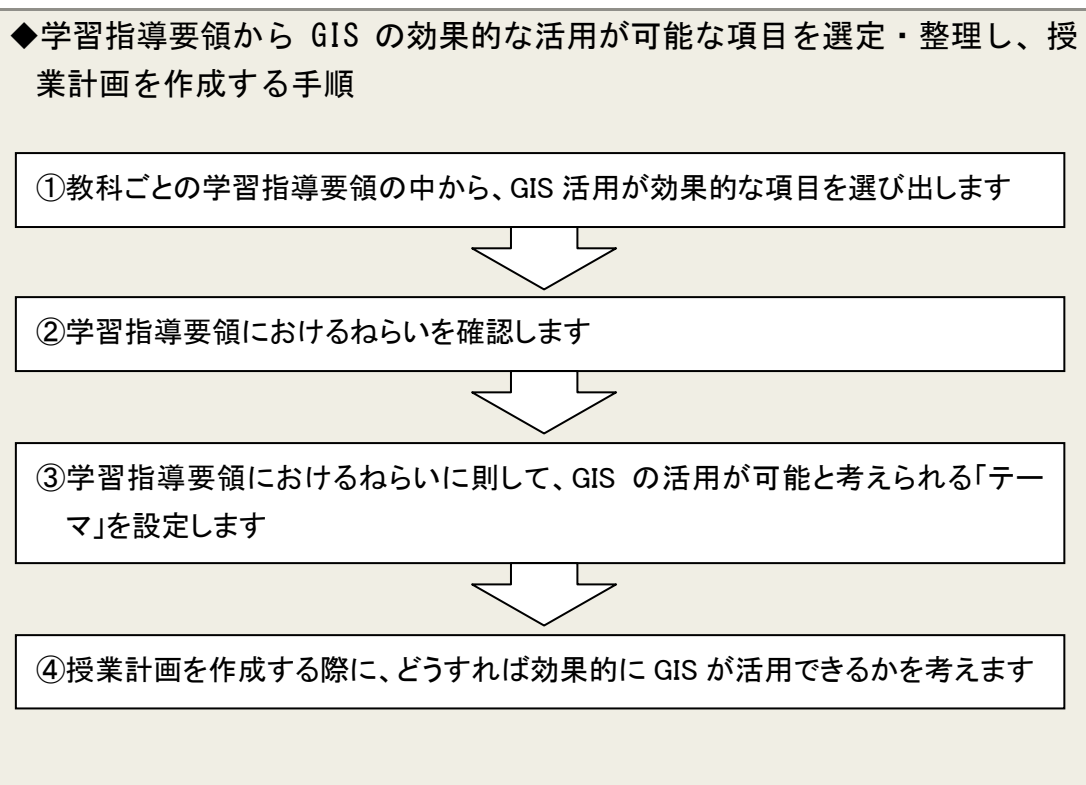 ◆学習指導要領から GIS の効果的な活用が可能な項目を選定・整理し、授
業計画を作成する手順
①教科ごとの学習指導要領の中から、GIS 活用が効果的な項目を選び出します
②学習指導要領におけるねらいを確認します
③学習指導要領におけるねらいに則して、GIS の活用が可能と考えられる「テー
マ」を設定します
④授業計画を作成する際に、どうすれば効果的に GIS が活用できるかを考えます